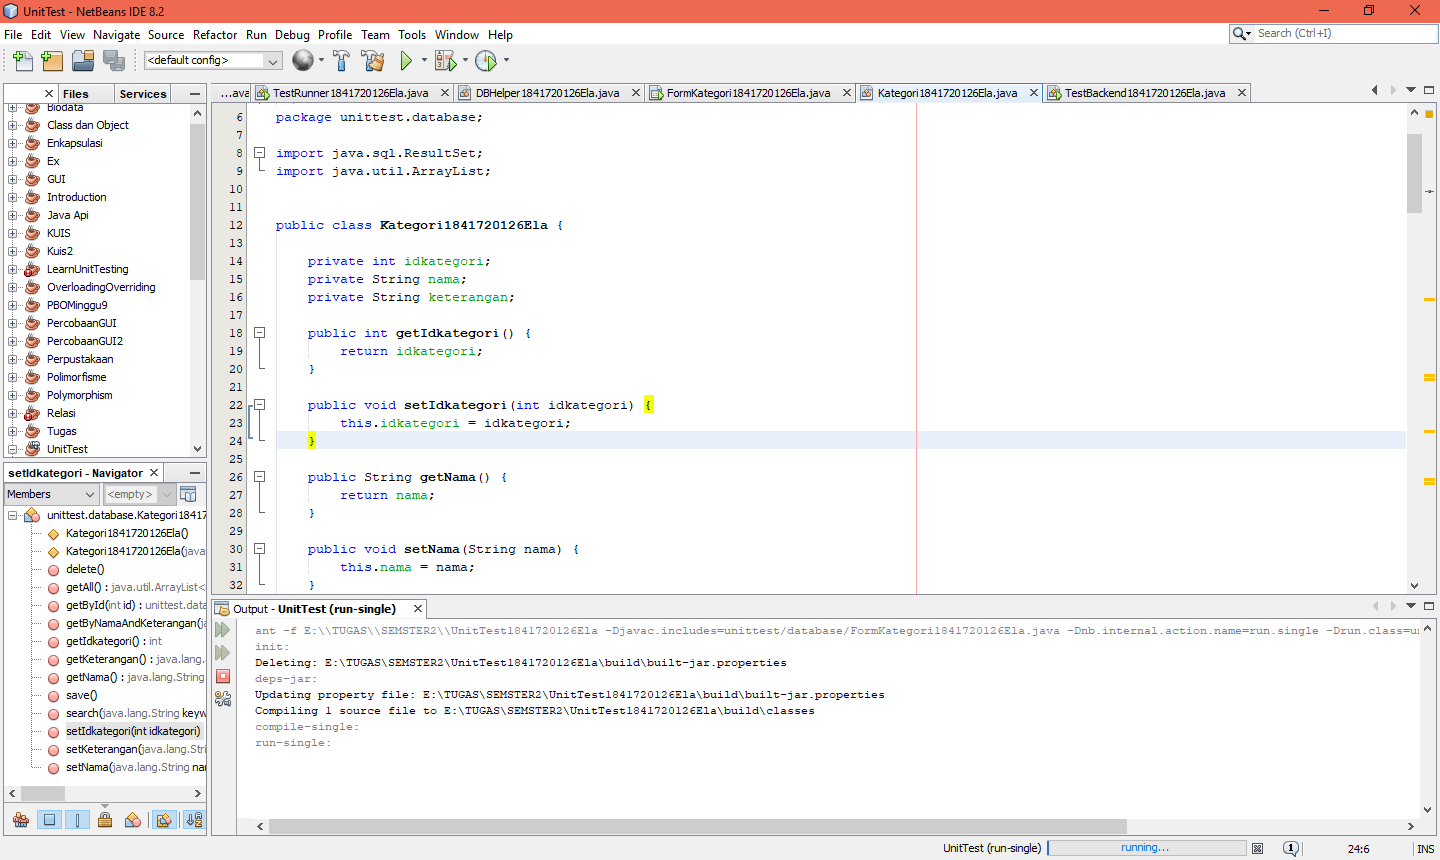 UnitTest - NetBeans IDE 8.2
File Edit View Navigate Source Refactor Run Debug Profile Team Tools Window Help
Search (Ctrl+I)
<default config>
Files Services
...ava TestRunner1841720126Ela.java DBHelper1841720126Ela.java FormKategori1841720126Ela.java Kategori1841720126Ela.java TestBackend1841720126Ela.java
Biodata
Class dan Object
Enkapsulasi
Ex
GUI
Introduction
Java Api
KUIS
Kuis2
LearnUnitTesting
OverloadingOverriding
PBOMinggu9
PercobaanGUI
PercobaanGUI2
Perpustakaan
Polimorfisme
Polymorphism
Relasi
Tugas
UnitTest
6 package unittest.database;
7
8 import java.sql.ResultSet;
9 import java.util.ArrayList;
10
11
12 public class Kategori1841720126Ela {
13
14 private int idkategori;
15 private String nama;
16 private String keterangan;
17
18 public int getIdkategori() {
19 return idkategori;
20 }
21
22 public void setIdkategori(int idkategori) {
23 this.idkategori = idkategori;
24 }
25
26 public String getNama() {
27 return nama;
28 }
29
30 public void setNama(String nama) {
31 this.nama = nama;
32 }
setIdkategori - Navigator
Members <empty>
unittest.database.Kategori18417
Kategori1841720126Ela()
Kategori1841720126Ela(java
delete()
getAll() : java.util.ArrayList<
getById(int id) : unittest.data
getByNamaAndKeterangan(ja
getIdkategori() : int
getKeterangan() : java.lang.
getNama() : java.lang.String
save()
search(java.lang.String keyw
setIdkategori(int idkategori)
setKeterangan(java.lang.Stri
setNama(java.lang.String nar
Output - UnitTest (run-single)
ant -f E:\\TUGAS\\SEMSTER2\\UnitTest1841720126Ela -Djavac.includes=unittest/database/FormKategori1841720126Ela.java -Dnb.internal.action.name=run.single -Drun.class=un
init:
Deleting: E:\TUGAS\SEMSTER2\UnitTest1841720126Ela\build\built-jar.properties
deps-jar:
Updating property file: E:\TUGAS\SEMSTER2\UnitTest1841720126Ela\build\built-jar.properties
Compiling 1 source file to E:\TUGAS\SEMSTER2\UnitTest1841720126Ela\build\classes
compile-single:
run-single:
UnitTest (run-single) running... 1 24:6 INS